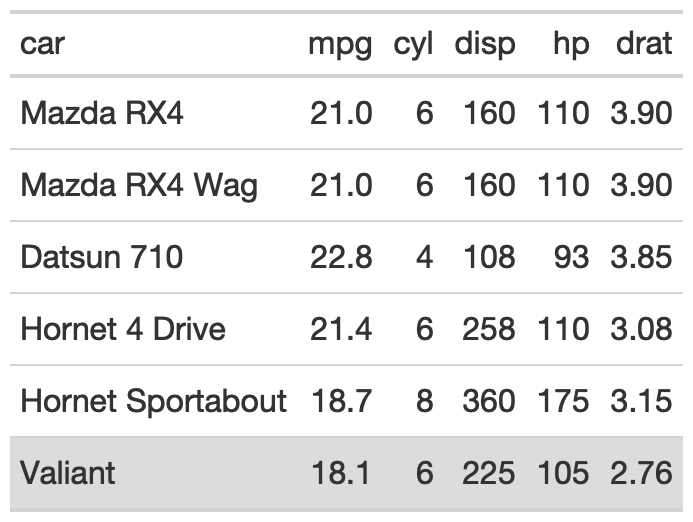 car mpg cyl disp hp drat
Mazda RX4 21.0 6 160 110 3.90
Mazda RX4 Wag 21.0 6 160 110 3.90
Datsun 710 22.8 4 108 93 3.85
Hornet 4 Drive 21.4 6 258 110 3.08
Hornet Sportabout 18.7 8 360 175 3.15
Valiant 18.1 6 225 105 2.76